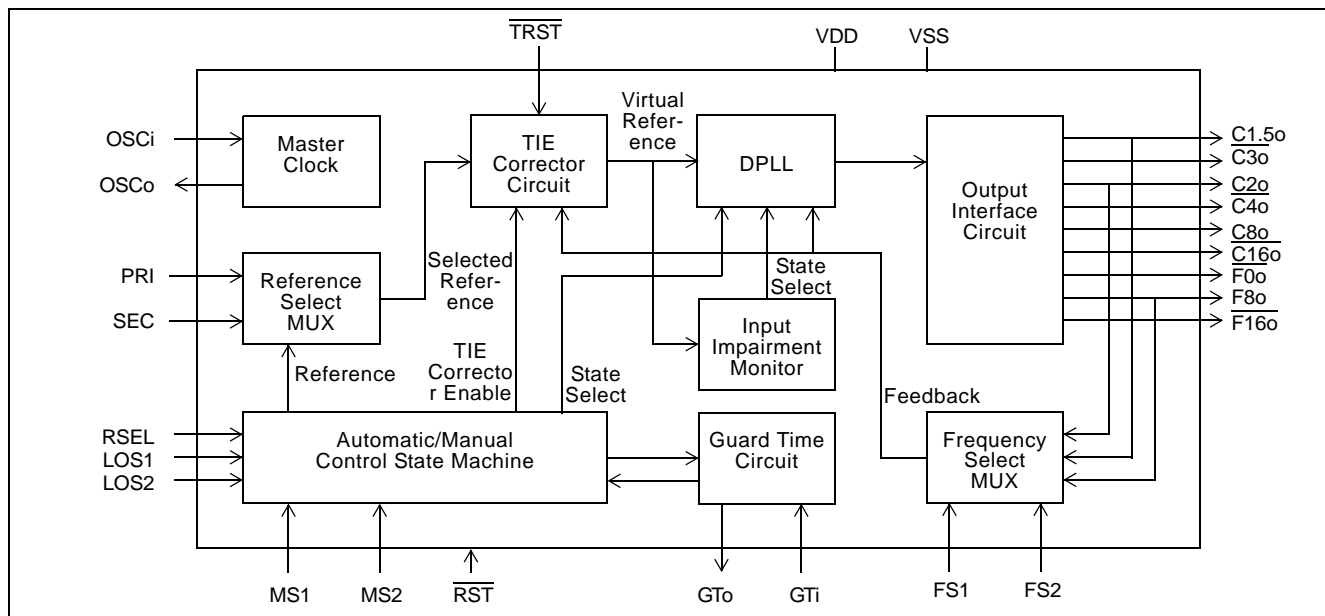 TRST
VDD
VSS
OSCi
OSCo
Master
Clock
TIE
Corrector
Circuit
Virtual
Refer-
ence
DPLL
Output
Interface
Circuit
C1.5o
C3o
C2o
C4o
C8o
C16o
F0o
F8o
F16o
PRI
SEC
Reference
Select
MUX
Selected
Refer-
ence
State
Select
Input
Impairment
Monitor
Reference
TIE
Correcto
r Enable
State
Select
Feedback
RSEL
LOS1
LOS2
Automatic/Manual
Control State Machine
Guard Time
Circuit
Frequency
Select
MUX
MS1
MS2
RST
GTo
GTi
FS1
FS2